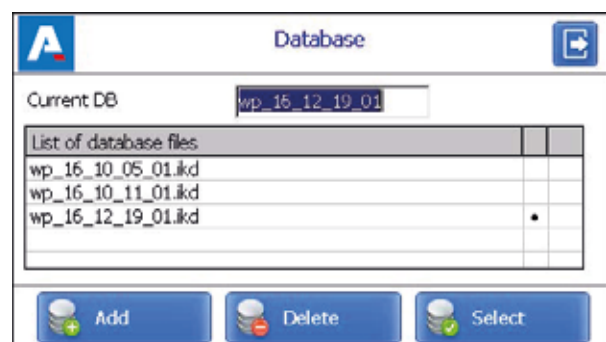 Database
Current DB wp_16_12_19_01
List of database files
wp_16_10_05_01.ikd
wp_16_10_11_01.ikd
wp_16_12_19_01.ikd •
Add Delete Select